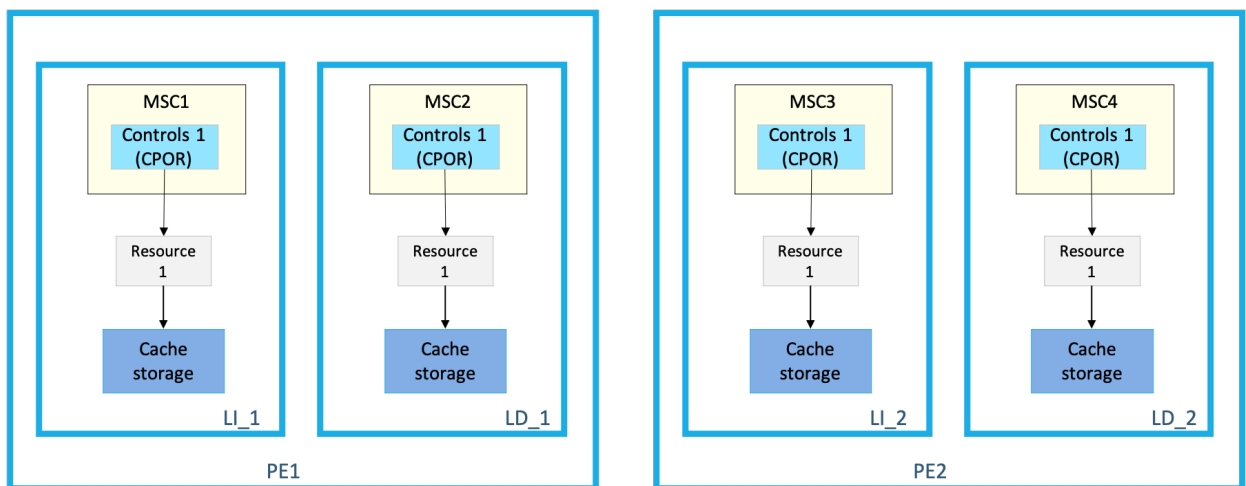 MSC1
Controls 1
(CPOR)
Resource
1
Cache
storage
LI_1
MSC2
Controls 1
(CPOR)
Resource
1
Cache
storage
LD_1
PE1
MSC3
Controls 1
(CPOR)
Resource
1
Cache
storage
LI_2
MSC4
Controls 1
(CPOR)
Resource
1
Cache
storage
LD_2
PE2